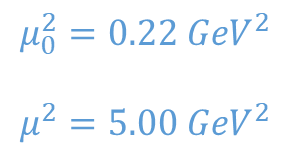 μ₀² = 0.22 GeV²
μ² = 5.00 GeV²